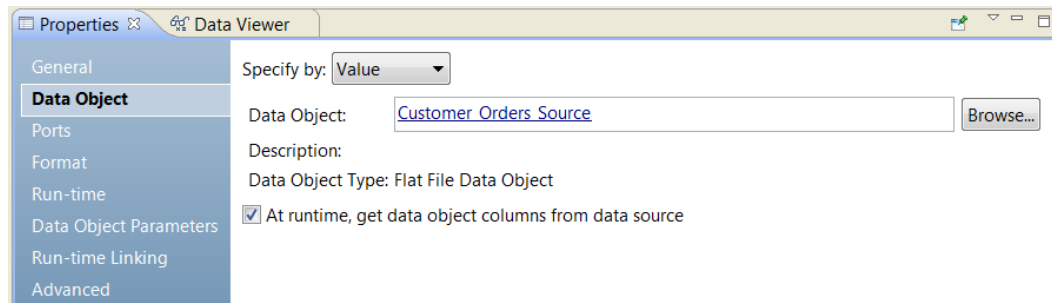 Properties Data Viewer
General
Data Object
Ports
Format
Run-time
Data Object Parameters
Run-time Linking
Advanced
Specify by: Value
Data Object: Customer_Orders_Source Browse...
Description:
Data Object Type: Flat File Data Object
At runtime, get data object columns from data source